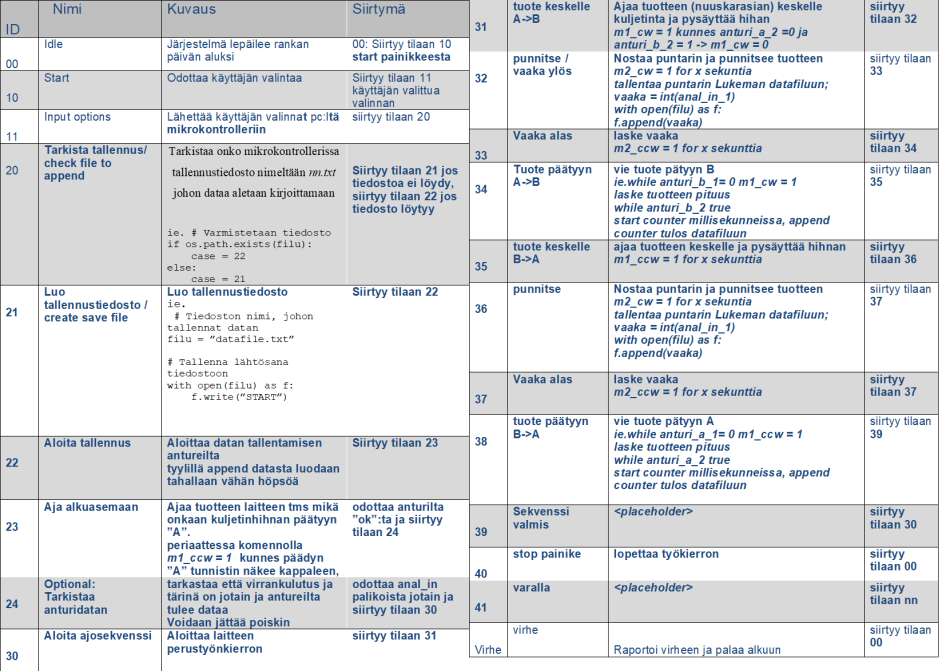 ID
Nimi
Kuvaus
Siirtymä
00
Idle
Järjestelmä lepäilee rankan
päivän aluksi
00: Siirtyy tilaan 10
start painikkeesta
10
Start
Odottaa käyttäjän valintaa
Siirtyy tilaan 11
käyttäjän valittua
valinnan
11
Input options
Lähettää käyttäjän valinnat pc:ltä
mikrokontrolleriin
siirtyy tilaan 20
20
Tarkista tallennus/
check file to
append
Tarkistaa onko mikrokontrollerissa
tallennustiedosto nimeltään nn.txt
johon dataa aletaan kirjoittamaan
ie. # Varmistetaan tiedosto
if os.path.exists(filu):
case = 22
else:
case = 21
Siirtyy tilaan 21 jos
tiedostoa ei löydy,
siirtyy tilaan 22 jos
tiedosto löytyy
21
Luo
tallennustiedosto /
create save file
Luo tallennustiedosto
ie.
# Tiedoston nimi, johon
tallennat datan
filu = ”datafile.txt”
# Tallenna lähtösana
tiedostoon
with open(filu) as f:
f.write(”START”)
Siirtyy tilaan 22
22
Aloita tallennus
Aloittaa datan tallentamisen
antureilta
tyylillä append datasta luodaan
tahallaan vähän höpsöä
Siirtyy tilaan 23
23
Aja alkuasemaan
Ajaa tuotteen laitteen tms mikä
onkaan kuljetinhihnan päätyyn
”A”.
periaattessa komennolla
m1_ccw = 1 kunnes päädyn
”A” tunnistin näkee kappaleen,
odottaa anturilta
”ok”:ta ja siirtyy
tilaan 24
24
Optional:
Tarkistaa
anturidatan
tarkastaa että virrankulutus ja
tärinä on jotain ja antureilta
tulee dataa
Voidaan jättää poiskin
odottaa anal_in
palikoista jotain ja
siirtyy tilaan 30
30
Aloita ajosekvenssi
Aloittaa laitteen
perustyönkierron
siirtyy tilaan 31
31
tuote keskelle
A->B
Ajaa tuotteen (nuuskarasian) keskelle
kuljetinta ja pysäyttää hihan
m1_cw = 1 kunnes anturi_a_2 =0 ja
anturi_b_2 = 1 -> m1_cw = 0
siirtyy
tilaan 32
32
punnitse /
vaaka ylös
Nostaa puntarin ja punnitsee tuotteen
m2_cw = 1 for x sekuntia
tallentaa puntarin Lukeman datafiluun;
vaaka = int(anal_in_1)
with open(filu) as f:
f.append(vaaka)
siirtyy tilaan
33
33
Vaaka alas
laske vaaka
m2_ccw = 1 for x sekunttia
siirtyy
tilaan 34
34
Tuote päätyyn
A->B
vie tuote pätyyn B
ie.while anturi_b_1= 0 m1_cw = 1
laske tuotteen pituus
while anturi_b_2 true
start counter millisekunneissa, append
counter tulos datafiluun
siirtyy tilaan
35
35
tuote keskelle
B->A
ajaa tuotteen keskelle ja pysäyttää hihnan
m1_ccw = 1 for x sekunttia
siirtyy
tilaan 36
36
punnitse
Nostaa puntarin ja punnitsee tuotteen
m2_cw = 1 for x sekuntia
tallentaa puntarin Lukeman datafiluun;
vaaka = int(anal_in_1)
with open(filu) as f:
f.append(vaaka)
siirtyy tilaan
37
37
Vaaka alas
laske vaaka
m2_ccw = 1 for x sekunttia
siirtyy
tilaan 37
38
tuote päätyyn
B->A
vie tuote pätyyn A
ie.while anturi_a_1= 0 m1_ccw = 1
laske tuotteen pituus
while anturi_a_2 true
start counter millisekunneissa, append
counter tulos datafiluun
siirtyy tilaan
39
39
Sekvenssi
valmis
<placeholder>
siirtyy
tilaan 30
40
stop painike
lopettaa työkierron
siirtyy
tilaan 00
41
varalla
<placeholder>
siirtyy
tilaan nn
Virhe
virhe
Raportoi virheen ja palaa alkuun
siirtyy tilaan
00